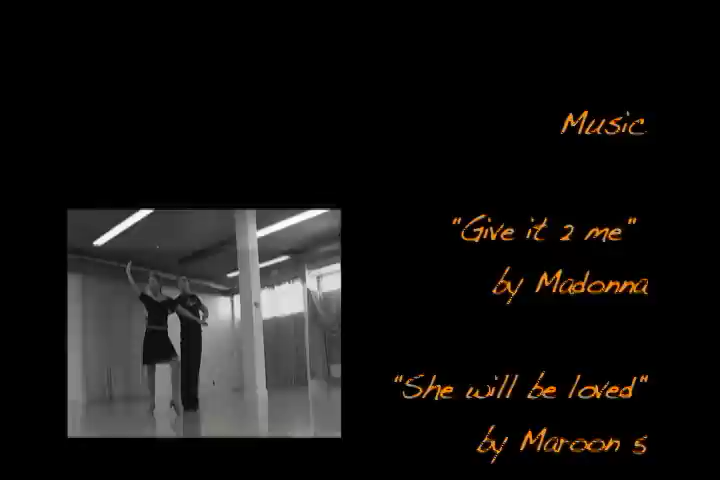 Music
"Give it 2 me"
by Madonna
"She will be loved"
by Maroon 5